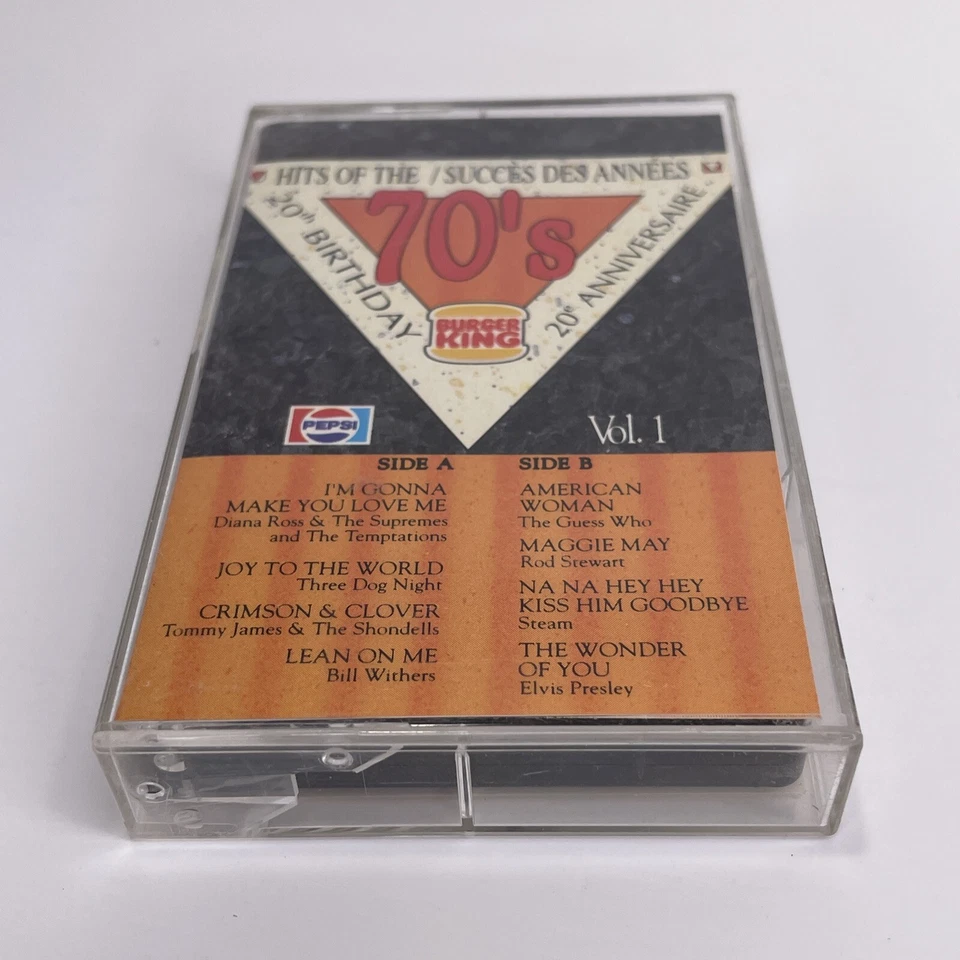 HITS OF THE / SUCCÈS DES ANNÉES
70's
20th BIRTHDAY
20e ANNIVERSAIRE
BURGER
KING
PEPSI
Vol. 1
SIDE A
I'M GONNA
MAKE YOU LOVE ME
Diana Ross & The Supremes
and The Temptations
JOY TO THE WORLD
Three Dog Night
CRIMSON & CLOVER
Tommy James & The Shondells
LEAN ON ME
Bill Withers
SIDE B
AMERICAN
WOMAN
The Guess Who
MAGGIE MAY
Rod Stewart
NA NA HEY HEY
KISS HIM GOODBYE
Steam
THE WONDER
OF YOU
Elvis Presley